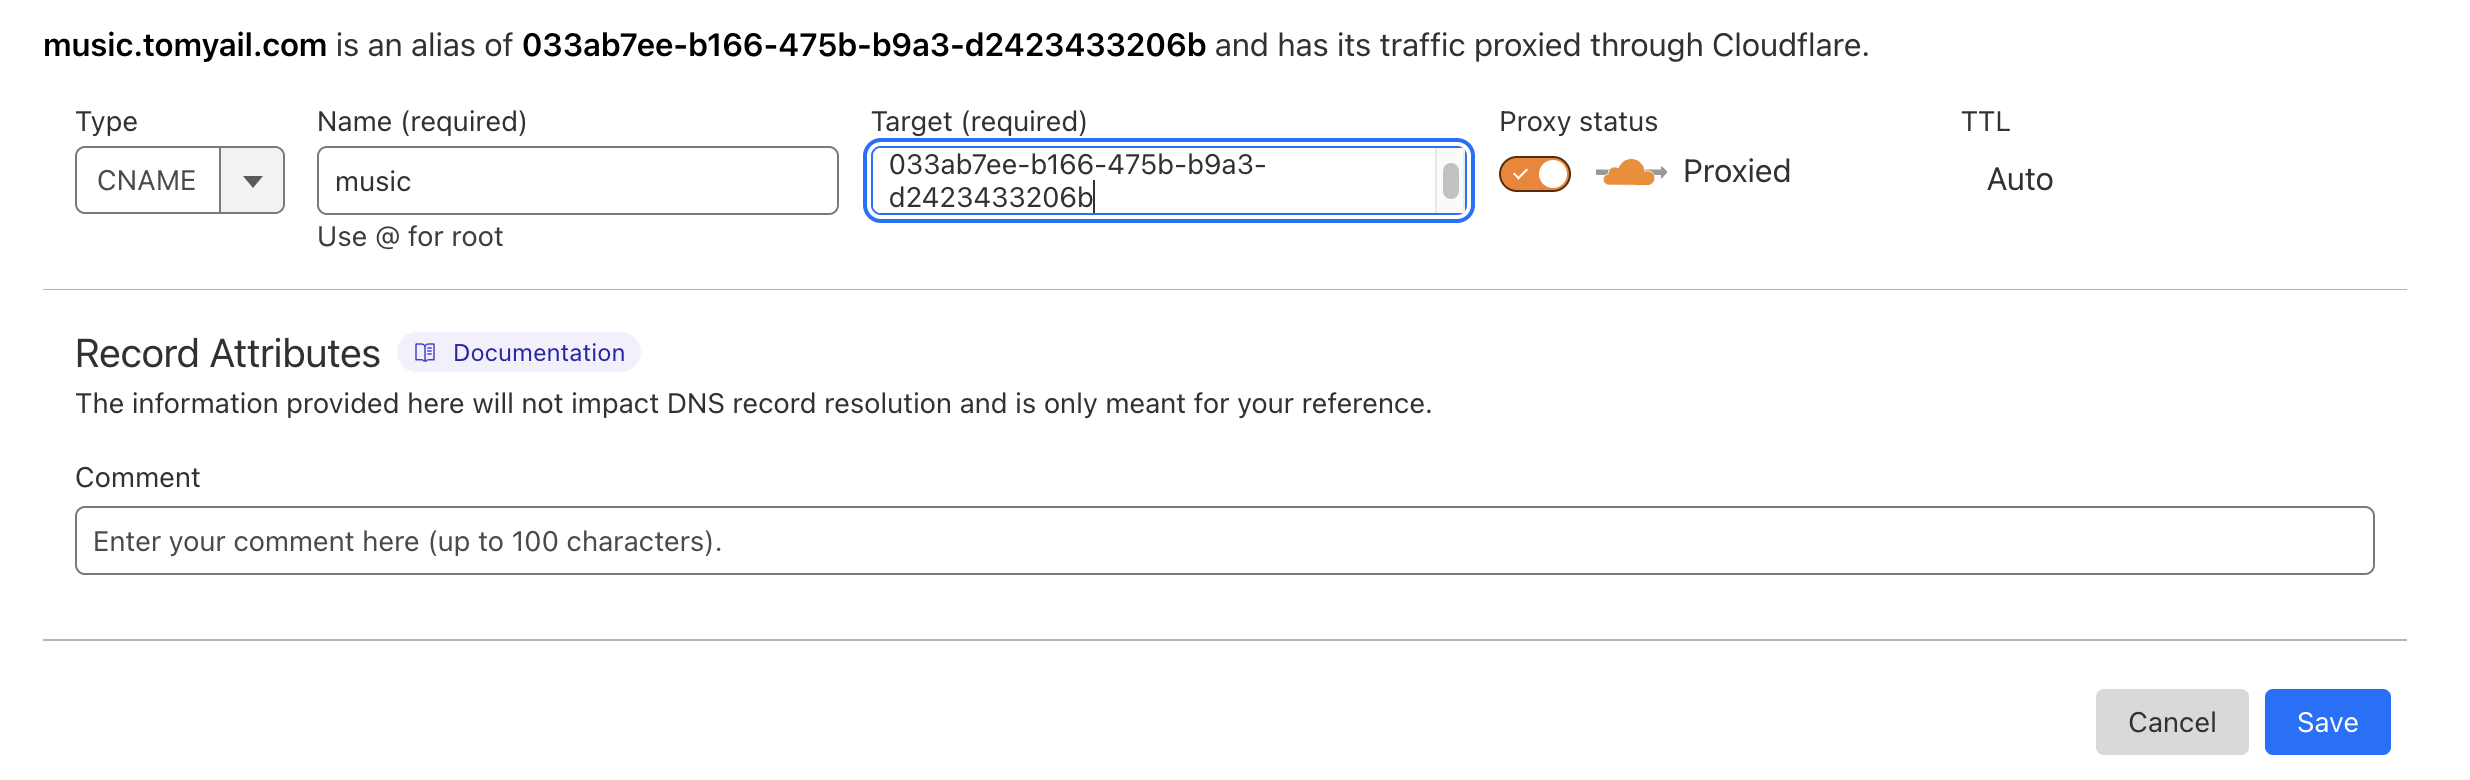 music.tomyail.com is an alias of 033ab7ee-b166-475b-b9a3-d2423433206b and has its traffic proxied through Cloudflare.
Type
Name (required)
Target (required)
Proxy status
TTL
CNAME
music
033ab7ee-b166-475b-b9a3-
d2423433206b
Proxied
Auto
Use @ for root
Record Attributes
Documentation
The information provided here will not impact DNS record resolution and is only meant for your reference.
Comment
Enter your comment here (up to 100 characters).
Cancel
Save